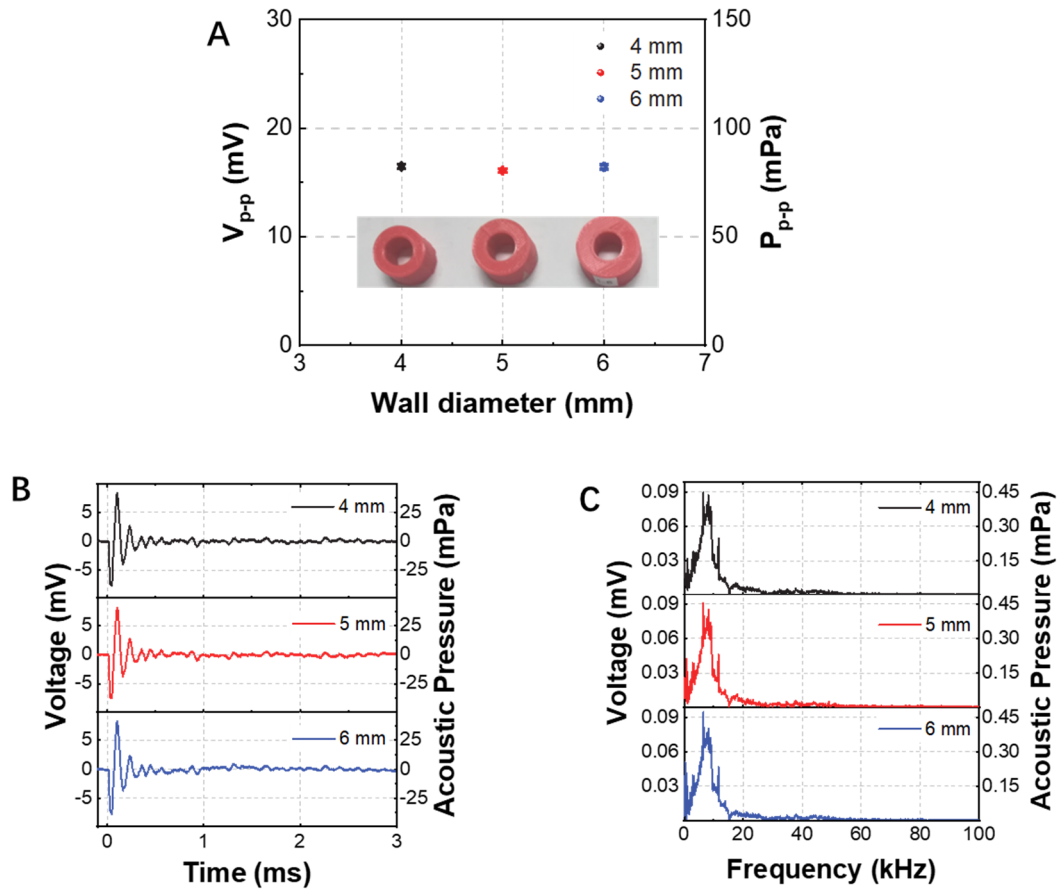 A
30
20
10
0
V_p-p (mV)
150
100
50
0
P_p-p (mPa)
4 mm
5 mm
6 mm
3 4 5 6 7
Wall diameter (mm)
B
Voltage (mV)
5
0
-5
4 mm
25
0
-25
5
0
-5
5 mm
25
0
-25
5
0
-5
6 mm
25
0
-25
Acoustic Pressure (mPa)
0 1 2 3
Time (ms)
C
Voltage (mV)
0.09
0.06
0.03
4 mm
0.45
0.30
0.15
0.09
0.06
0.03
5 mm
0.45
0.30
0.15
0.09
0.06
0.03
6 mm
0.45
0.30
0.15
Acoustic Pressure (mPa)
0 20 40 60 80 100
Frequency (kHz)